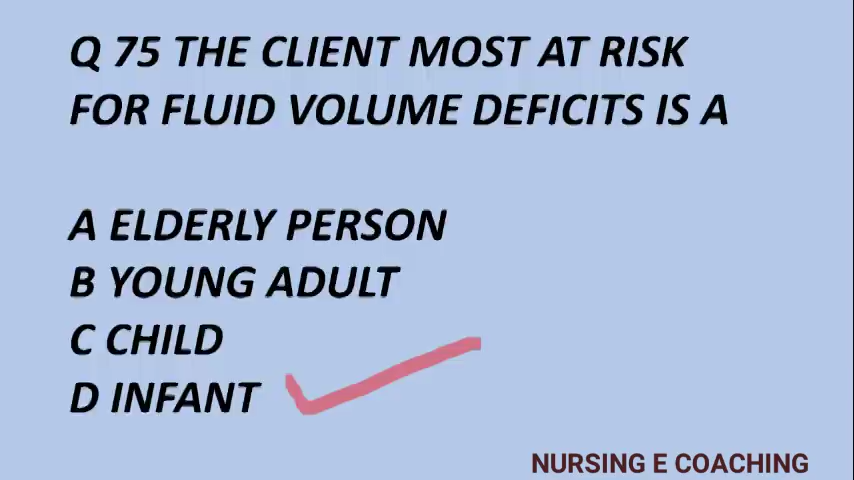 Q 75 THE CLIENT MOST AT RISK
FOR FLUID VOLUME DEFICITS IS A
A ELDERLY PERSON
B YOUNG ADULT
C CHILD
D INFANT
NURSING E COACHING